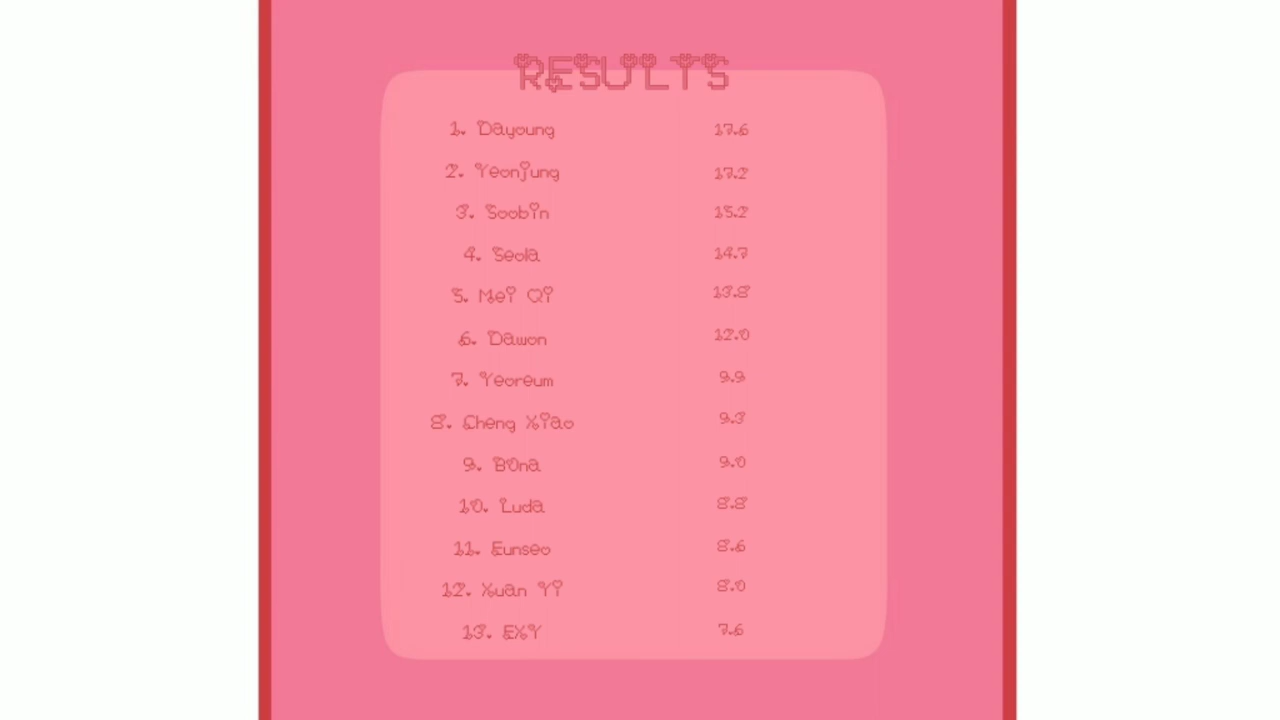 RESULTS
1. Dayoung 17.6
2. Yeonjung 17.2
3. Soobin 15.2
4. Seola 14.7
5. Mei Qi 13.8
6. Dawon 12.0
7. Yeoreum 9.9
8. Cheng Xiao 9.3
9. Bona 9.0
10. Luda 8.8
11. Eunseo 8.6
12. Xuan Yi 8.0
13. EXY 7.6